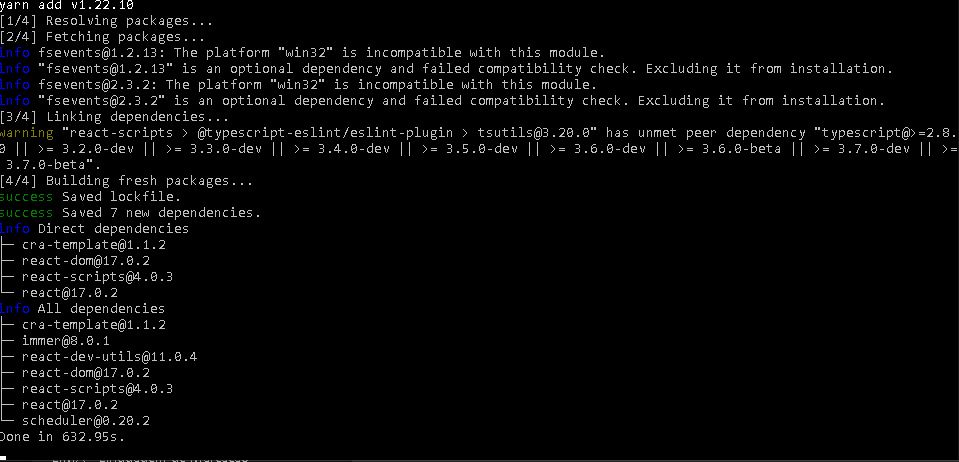 yarn add v1.22.10
[1/4] Resolving packages...
[2/4] Fetching packages...
info fsevents@1.2.13: The platform "win32" is incompatible with this module.
info "fsevents@1.2.13" is an optional dependency and failed compatibility check. Excluding it from installation.
info fsevents@2.3.2: The platform "win32" is incompatible with this module.
info "fsevents@2.3.2" is an optional dependency and failed compatibility check. Excluding it from installation.
[3/4] Linking dependencies...
warning "react-scripts > @typescript-eslint/eslint-plugin > tsutils@3.20.0" has unmet peer dependency "typescript@>=2.8.
0 || >= 3.2.0-dev || >= 3.3.0-dev || >= 3.4.0-dev || >= 3.5.0-dev || >= 3.6.0-dev || >= 3.6.0-beta || >= 3.7.0-dev || >=
3.7.0-beta".
[4/4] Building fresh packages...
success Saved lockfile.
success Saved 7 new dependencies.
info Direct dependencies
├─ cra-template@1.1.2
├─ react-dom@17.0.2
├─ react-scripts@4.0.3
└─ react@17.0.2
info All dependencies
├─ cra-template@1.1.2
├─ immer@8.0.1
├─ react-dev-utils@11.0.4
├─ react-dom@17.0.2
├─ react-scripts@4.0.3
├─ react@17.0.2
└─ scheduler@0.20.2
Done in 632.95s.